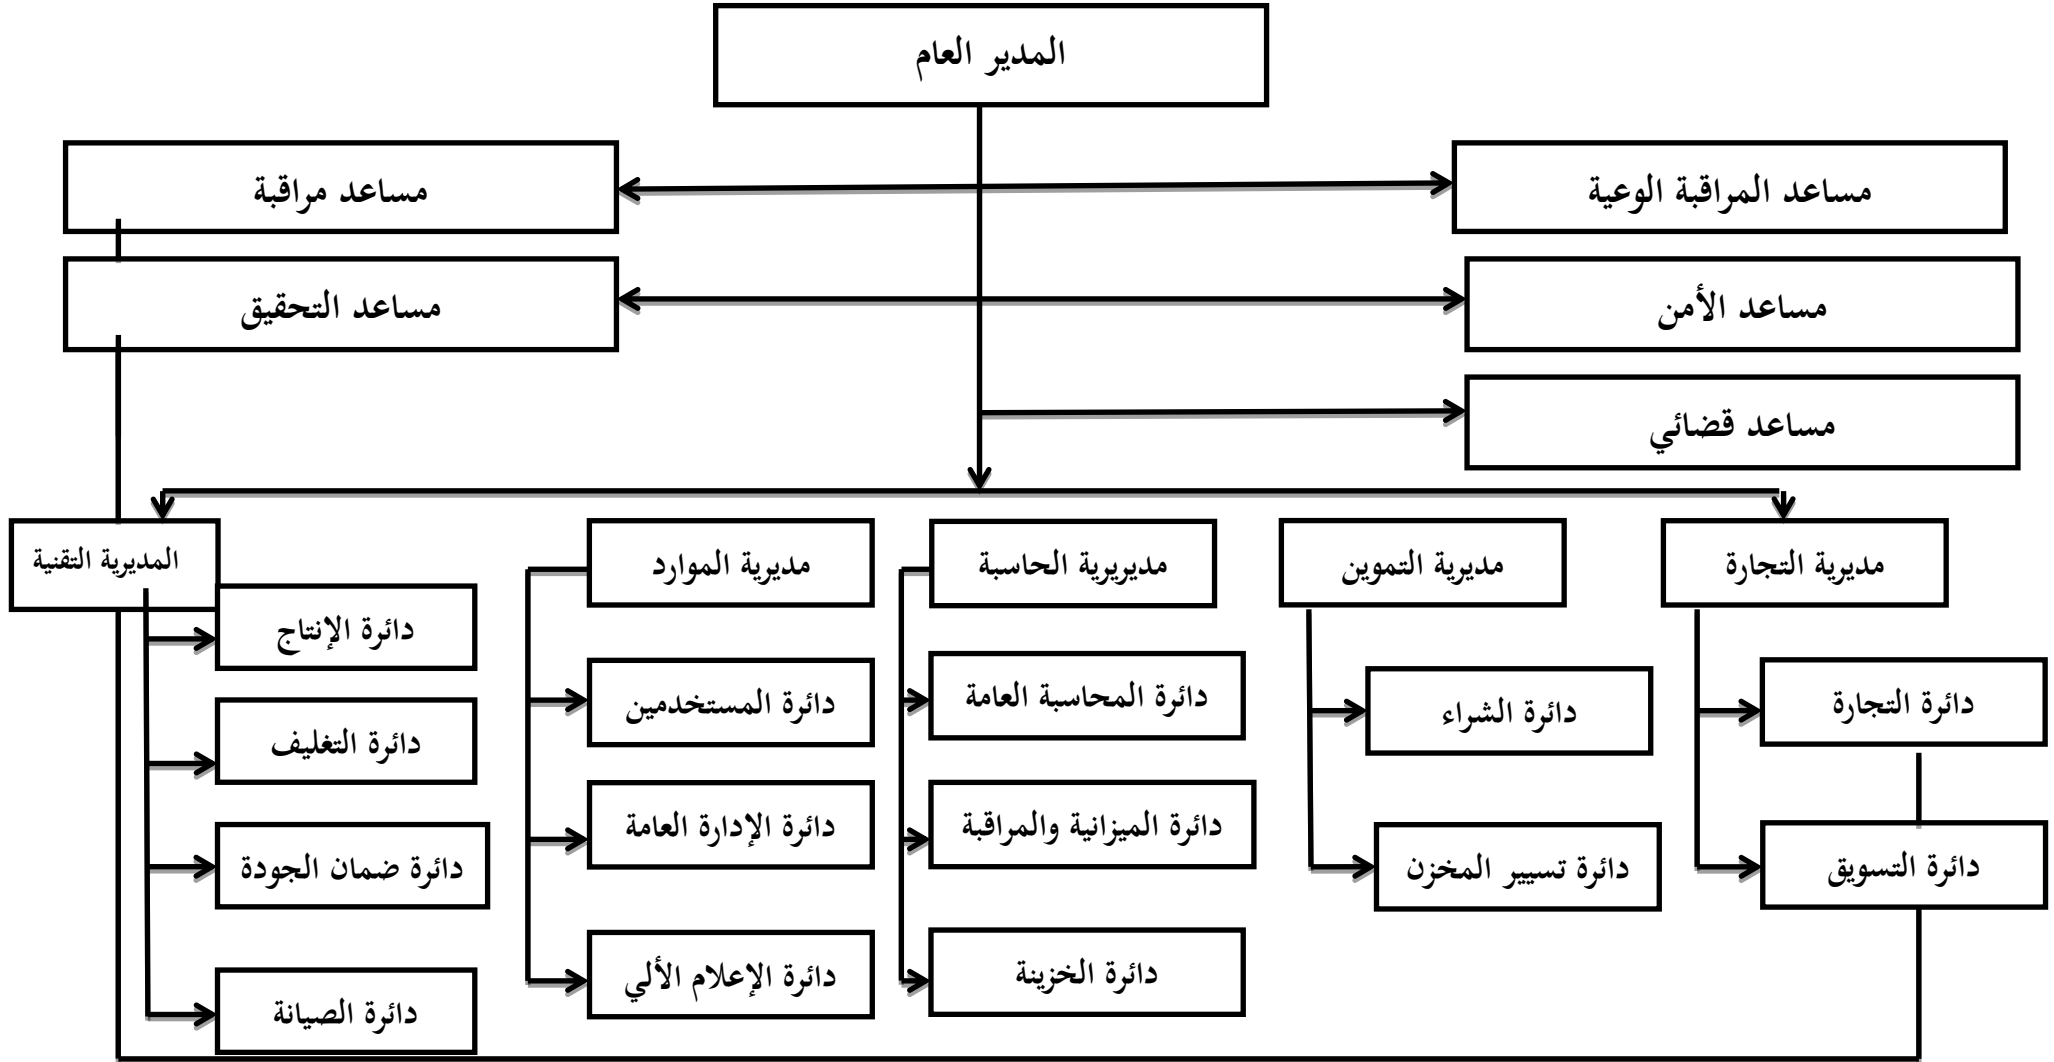 المدير العام
مساعد المراقبة الوعية
مساعد مراقبة
مساعد الأمن
مساعد التحقيق
مساعد قضائي
مديرية التجارة
مديرية التموين
مديريرية الحاسبة
مديرية الموارد
المديرية التقنية
دائرة التجارة
دائرة الشراء
دائرة المحاسبة العامة
دائرة المستخدمين
دائرة الإنتاج
دائرة التغليف
دائرة التسويق
دائرة تسيير المخزن
دائرة الميزانية والمراقبة
دائرة الإدارة العامة
دائرة ضمان الجودة
دائرة الخزينة
دائرة الإعلام الألي
دائرة الصيانة